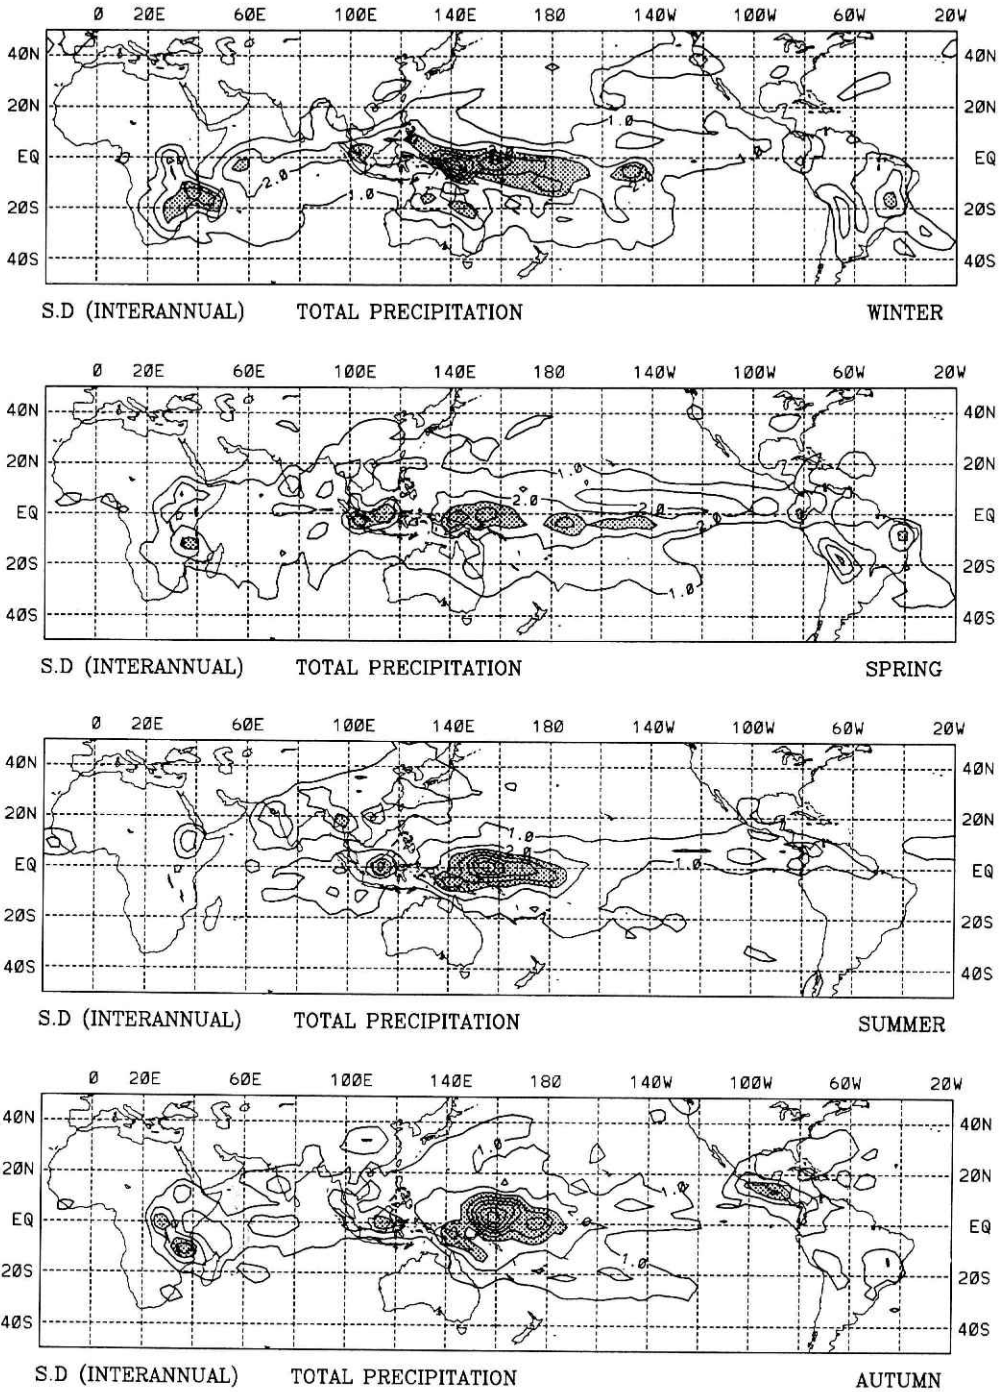 0 20E 60E 100E 140E 180 140W 100W 60W 20W
40N 40N
20N 20N
EQ EQ
20S 20S
40S 40S
1.0
2.0
1.0
2.0
S.D (INTERANNUAL) TOTAL PRECIPITATION WINTER
0 20E 60E 100E 140E 180 140W 100W 60W 20W
40N 40N
20N 20N
EQ EQ
20S 20S
40S 40S
1.0
2.0
2.0
2.0
1.0
S.D (INTERANNUAL) TOTAL PRECIPITATION SPRING
0 20E 60E 100E 140E 180 140W 100W 60W 20W
40N 40N
20N 20N
EQ EQ
20S 20S
40S 40S
1.0
2.0
1.0
S.D (INTERANNUAL) TOTAL PRECIPITATION SUMMER
0 20E 60E 100E 140E 180 140W 100W 60W 20W
40N 40N
20N 20N
EQ EQ
20S 20S
40S 40S
1.0
1.0
1.0
S.D (INTERANNUAL) TOTAL PRECIPITATION AUTUMN